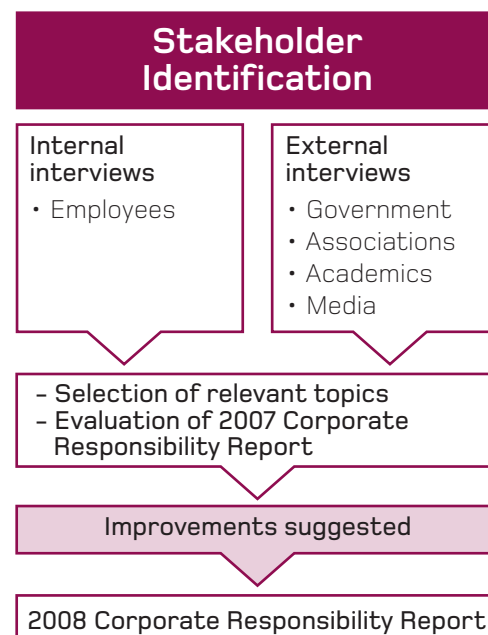 Stakeholder
Identification
Internal
interviews
• Employees
External
interviews
• Government
• Associations
• Academics
• Media
– Selection of relevant topics
– Evaluation of 2007 Corporate
Responsibility Report
Improvements suggested
2008 Corporate Responsibility Report